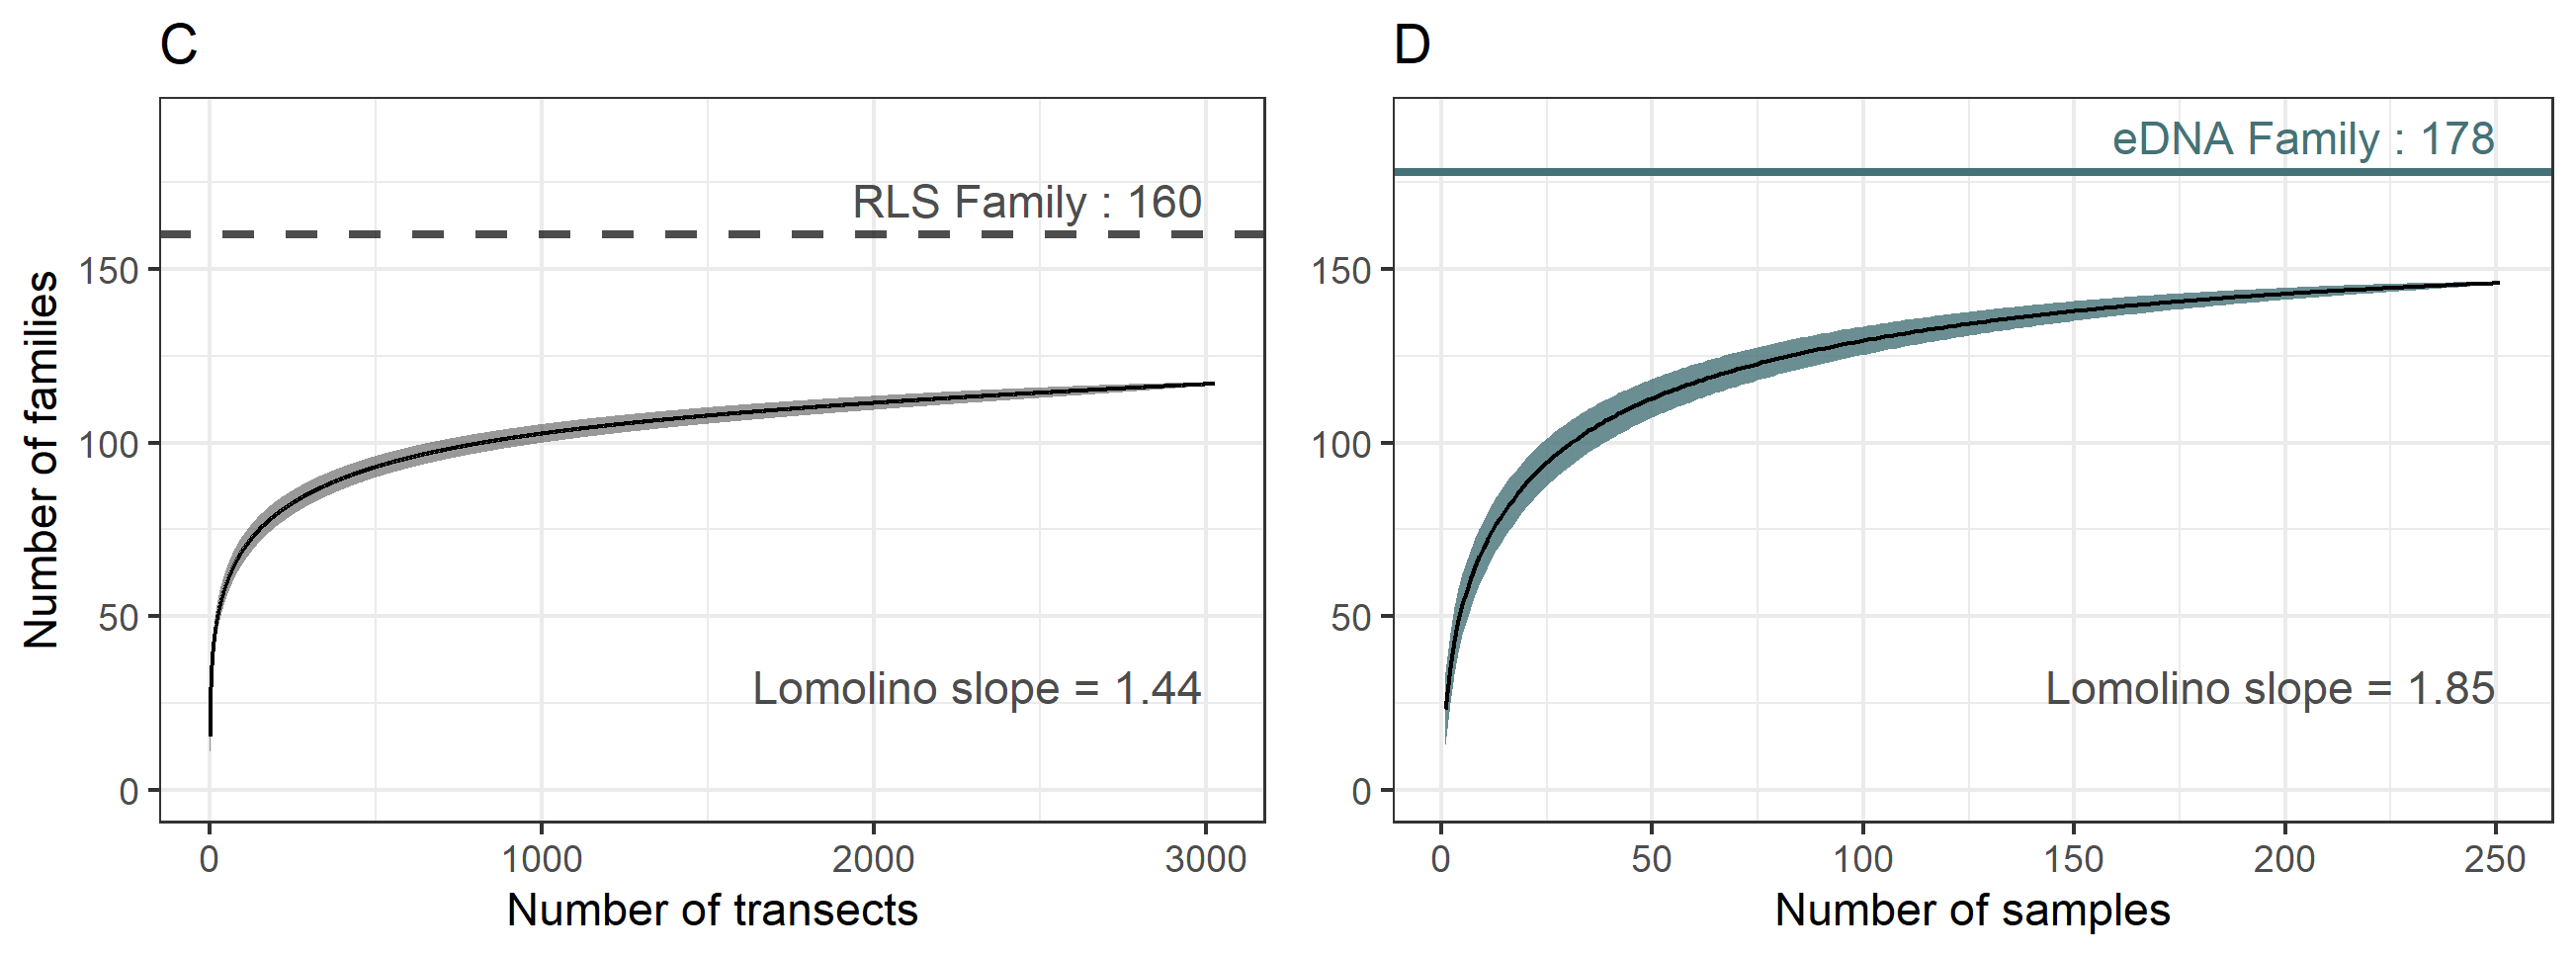 C
RLS Family : 160
Lomolino slope = 1.44
150
100
50
0
0 1000 2000 3000
Number of families
Number of transects
D
eDNA Family : 178
Lomolino slope = 1.85
150
100
50
0
0 50 100 150 200 250
Number of samples